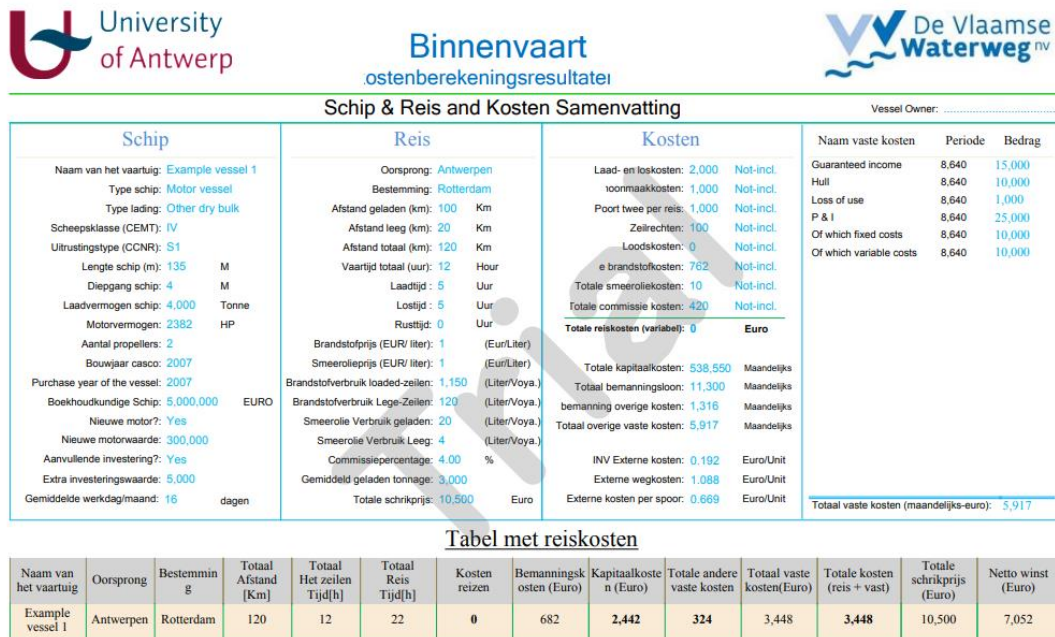 University
of Antwerp
Binnenvaart
ostenberekeningsresultate
De Vlaamse
Waterweg nv
Schip & Reis and Kosten Samenvatting
Vessel Owner: ..............................
Schip
Naam van het vaartuig: Example vessel 1
Type schip: Motor vessel
Type lading: Other dry bulk
Scheepsklasse (CEMT): IV
Uitrustingstype (CCNR): S1
Lengte schip (m): 135 M
Diepgang schip: 4 M
Laadvermogen schip: 4,000 Tonne
Motorvermogen: 2382 HP
Aantal propellers: 2
Bouwjaar casco: 2007
Purchase year of the vessel: 2007
Boekhoudkundige Schip: 5,000,000 EURO
Nieuwe motor?: Yes
Nieuwe motorwaarde: 300,000
Aanvullende investering?: Yes
Extra investeringswaarde: 5,000
Gemiddelde werkdag/maand: 16 dagen
Reis
Oorsprong: Antwerpen
Bestemming: Rotterdam
Afstand geladen (km): 100 Km
Afstand leeg (km): 20 Km
Afstand totaal (km): 120 Km
Vaartijd totaal (uur): 12 Hour
Laadtijd : 5 Uur
Lostijd : 5 Uur
Rusttijd: 0 Uur
Brandstofprijs (EUR/ liter): 1 (Eur/Liter)
Smeerolieprijs (EUR/ liter): 1 (Eur/Liter)
Brandstofverbruik loaded-zeilen: 1,150 (Liter/Voya.)
Brandstofverbruik Lege-Zeilen: 120 (Liter/Voya.)
Smeerolie Verbruik geladen: 20 (Liter/Voya.)
Smeerolie Verbruik Leeg: 4 (Liter/Voya.)
Commissiepercentage: 4.00 %
Gemiddeld geladen tonnage: 3,000
Totale schrikprijs: 10,500 Euro
Kosten
Laad- en loskosten: 2,000 Not-incl.
oonmaakkosten: 1,000 Not-incl.
Poort twee per reis: 1,000 Not-incl.
Zeilrechten: 100 Not-incl.
Loodskosten: 0 Not-incl.
e brandstofkosten: 762 Not-incl.
Totale smeeroliekosten: 10 Not-incl.
Totale commissie kosten: 420 Not-incl.
Totale reiskosten (variabel): 0 Euro
Totale kapitaalkosten: 538,550 Maandelijks
Totaal bemanningsloon: 11,300 Maandelijks
bemanning overige kosten: 1,316 Maandelijks
Totaal overige vaste kosten: 5,917 Maandelijks
INV Externe kosten: 0.192 Euro/Unit
Externe wegkosten: 1.088 Euro/Unit
Externe kosten per spoor: 0.669 Euro/Unit
Naam vaste kosten Periode Bedrag
Guaranteed income 8,640 15,000
Hull 8,640 10,000
Loss of use 8,640 1,000
P & I 8,640 25,000
Of which fixed costs 8,640 10,000
Of which variable costs 8,640 10,000
Totaal vaste kosten (maandelijks-euro): 5,917
Trial
Tabel met reiskosten
Naam van het vaartuig Oorsprong Bestemmin g Totaal Afstand [Km] Totaal Het zeilen Tijd[h] Totaal Reis Tijd[h] Kosten reizen Bemanningsk osten (Euro) Kapitaalkoste n (Euro) Totale andere vaste kosten Totaal vaste kosten(Euro) Totale kosten (reis + vast) Totale schrikprijs (Euro) Netto winst (Euro)
Example vessel 1 Antwerpen Rotterdam 120 12 22 0 682 2,442 324 3,448 3,448 10,500 7,052